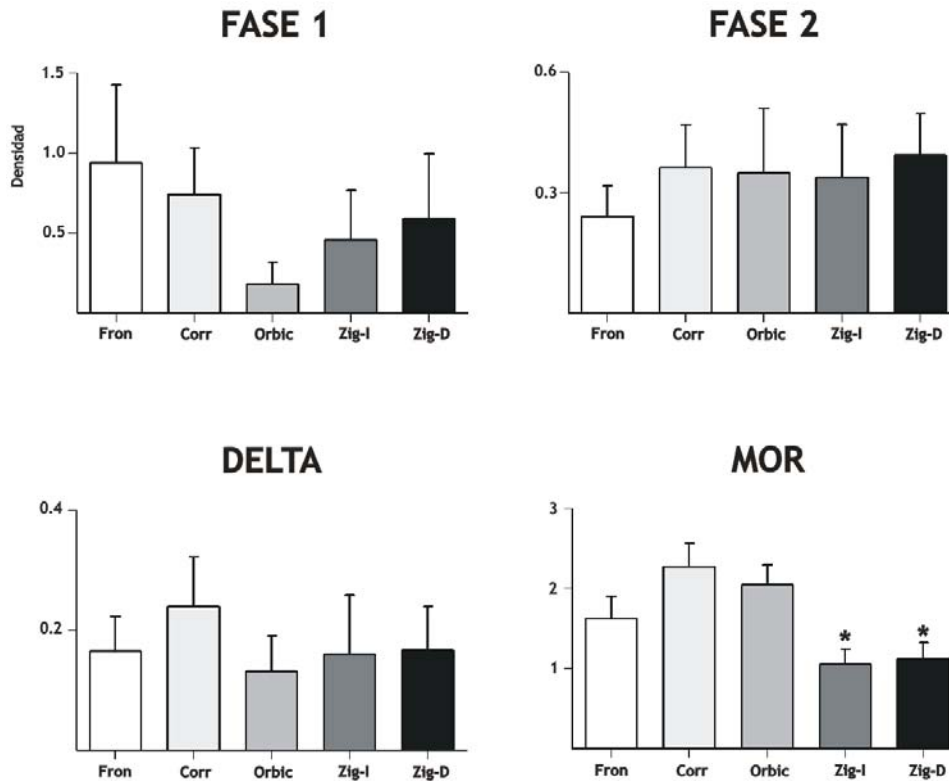 FASE 1
1.5
1.0
0.5
Densidad
Fron Corr Orbic Zig-I Zig-D
FASE 2
0.6
0.3
Fron Corr Orbic Zig-I Zig-D
DELTA
0.4
0.2
Fron Corr Orbic Zig-I Zig-D
MOR
3
2
1
* *
Fron Corr Orbic Zig-I Zig-D